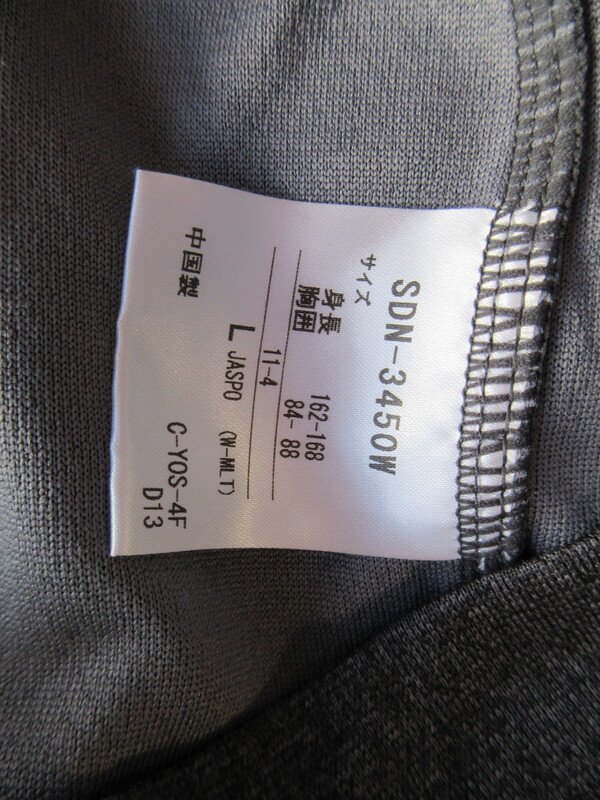 SDN-3450W
サイズ
身長 162-168
胸囲 84- 88
11-4
L JASPO (W-MLT)
中国製 C-YOS-4F
D13